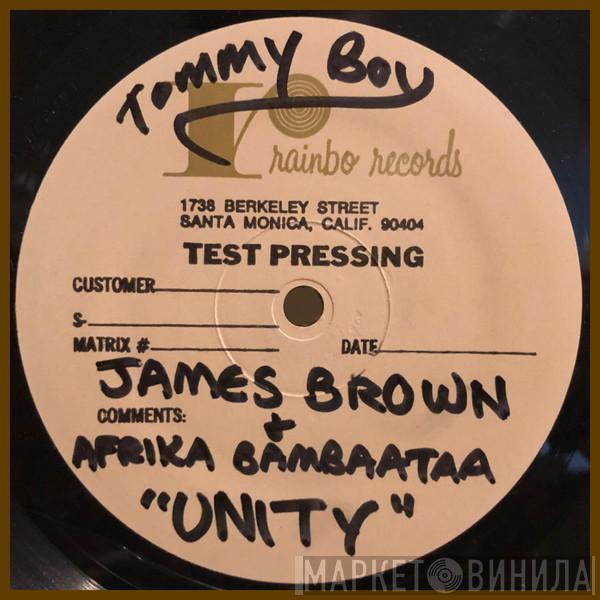 Tommy Boy
rainbo records
1738 BERKELEY STREET
SANTA MONICA, CALIF. 90404
TEST PRESSING
CUSTOMER
&
MATRIX # DATE
JAMES BROWN
COMMENTS: +
AFRIKA BAMBAATAA
"UNITY"
МАРКЕТ ВИНИЛА